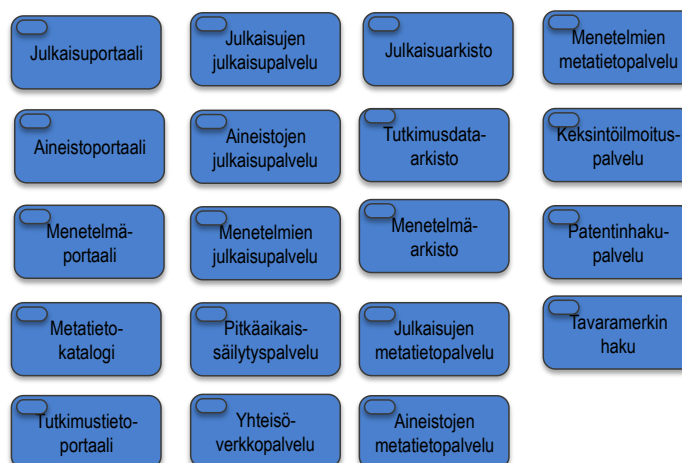 Julkaisuportaali
Julkaisujen
julkaisupalvelu
Julkaisuarkisto
Menetelmien
metatietopalvelu
Aineistoportaali
Aineistojen
julkaisupalvelu
Tutkimusdata-
arkisto
Keksintöilmoitus-
palvelu
Menetelmä-
portaali
Menetelmien
julkaisupalvelu
Menetelmä-
arkisto
Patentinhaku-
palvelu
Metatieto-
katalogi
Pitkäaikais-
säilytyspalvelu
Julkaisujen
metatietopalvelu
Tavaramerkin
haku
Tutkimustieto-
portaali
Yhteisö-
verkkopalvelu
Aineistojen
metatietopalvelu